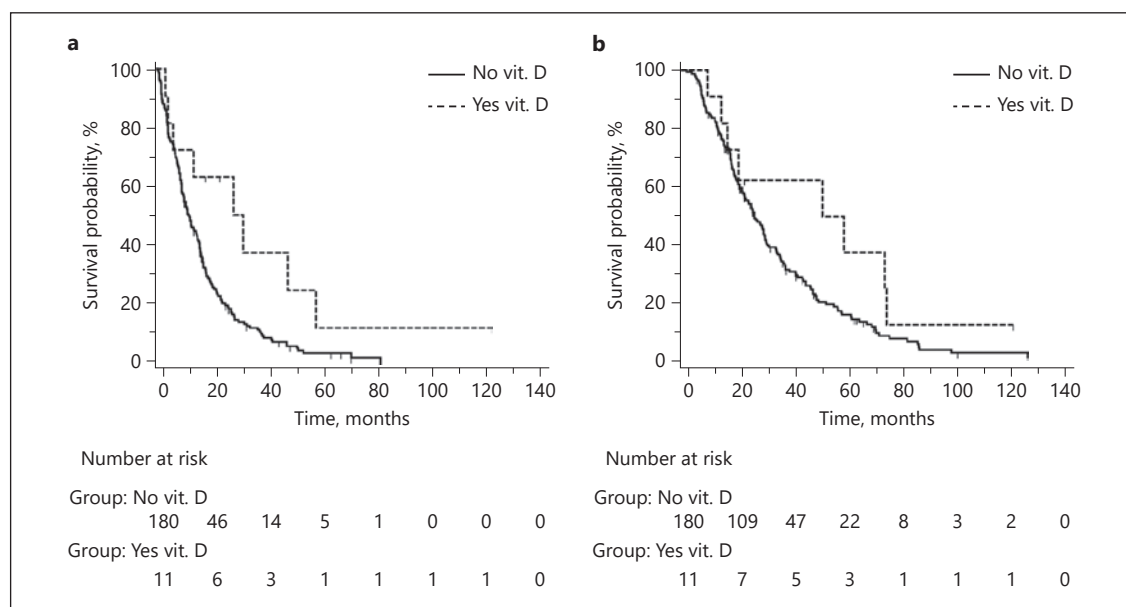 a
No vit. D
Yes vit. D
100
80
60
40
20
0
Survival probability, %
0 20 40 60 80 100 120 140
Time, months
Number at risk
Group: No vit. D
180 46 14 5 1 0 0 0
Group: Yes vit. D
11 6 3 1 1 1 1 0
b
No vit. D
Yes vit. D
100
80
60
40
20
0
Survival probability, %
0 20 40 60 80 100 120 140
Time, months
Number at risk
Group: No vit. D
180 109 47 22 8 3 2 0
Group: Yes vit. D
11 7 5 3 1 1 1 0